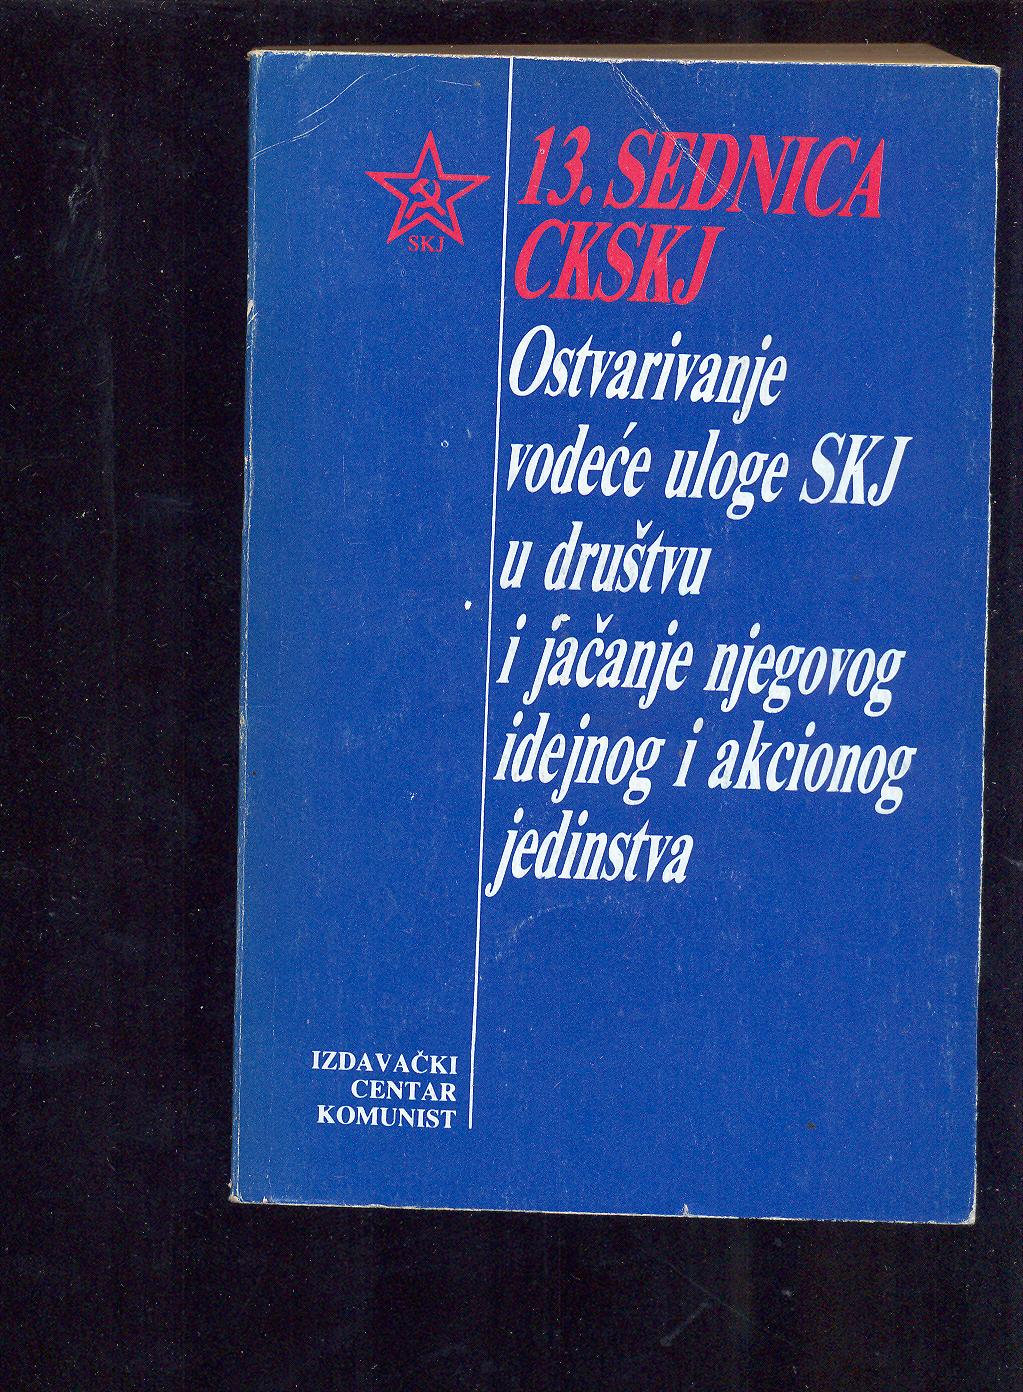 SKJ
13. SEDNICA
CKSKJ
Ostvarivanje
vodeće uloge SKJ
u društvu
i jačanje njegovog
idejnog i akcionog
jedinstva
IZDAVAČKI
CENTAR
KOMUNIST